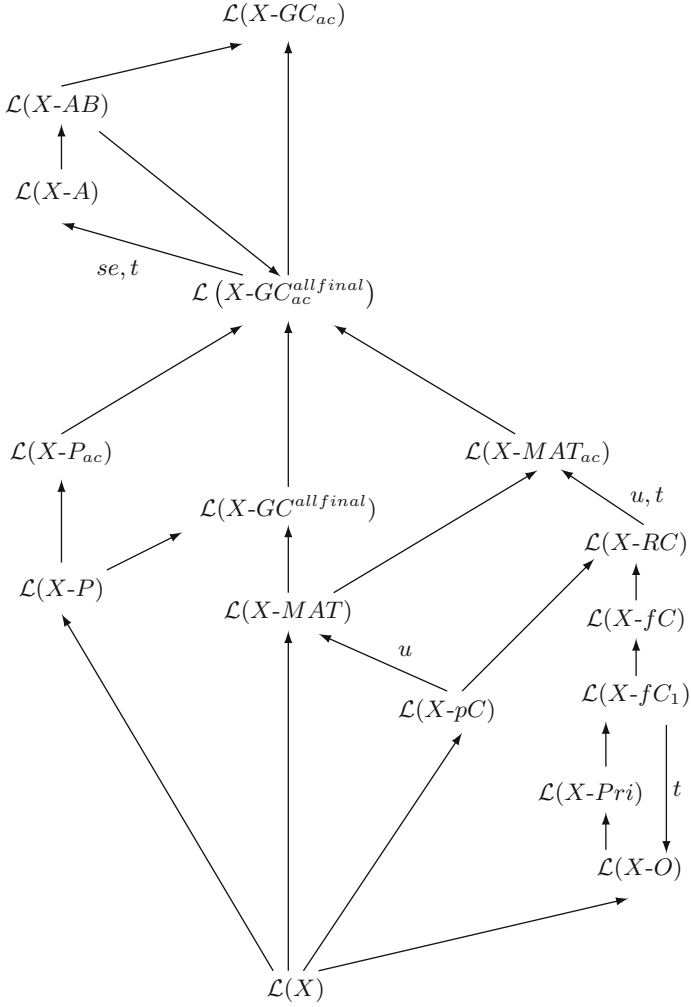 ℒ(X-GC_ac)
ℒ(X-AB)
ℒ(X-A)
se, t
ℒ(X-GC_ac^allfinal)
ℒ(X-P_ac)
ℒ(X-MAT_ac)
u, t
ℒ(X-GC^allfinal)
ℒ(X-RC)
ℒ(X-P)
ℒ(X-MAT)
ℒ(X-fC)
u
ℒ(X-fC_1)
ℒ(X-pC)
t
ℒ(X-Pri)
ℒ(X-O)
ℒ(X)